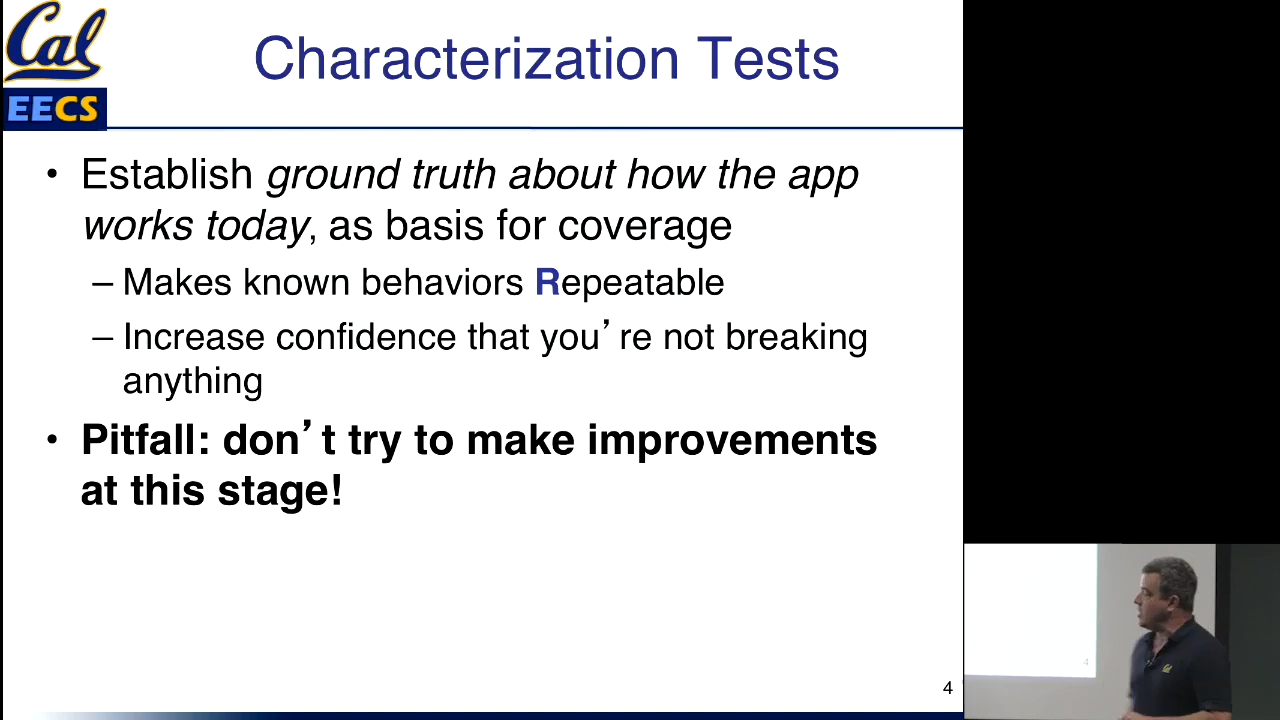 Cal
EECS
Characterization Tests
• Establish ground truth about how the app
works today, as basis for coverage
– Makes known behaviors Repeatable
– Increase confidence that you’re not breaking
anything
• Pitfall: don’t try to make improvements
at this stage!
4
4
Cal